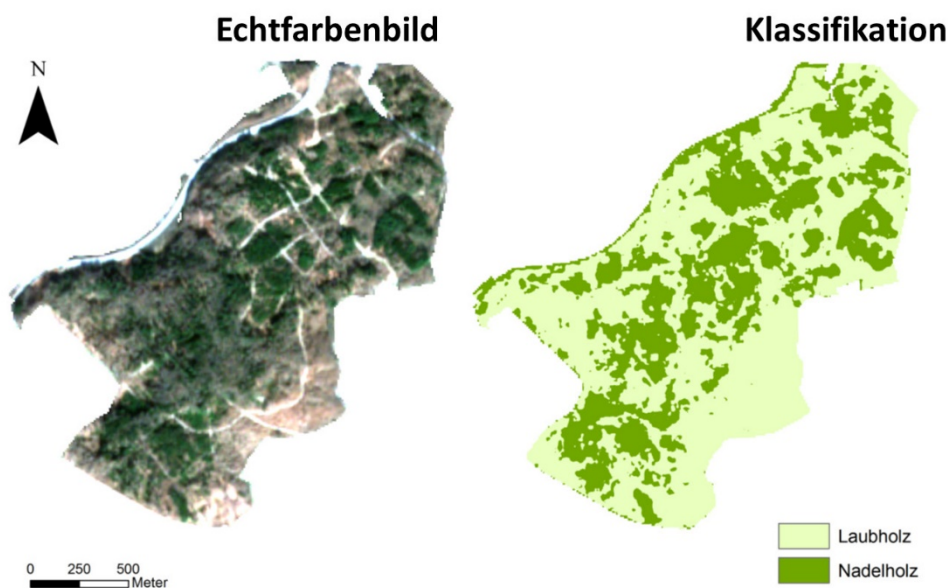 Echtfarbenbild
Klassifikation
N
Laubholz
Nadelholz
0 250 500
Meter